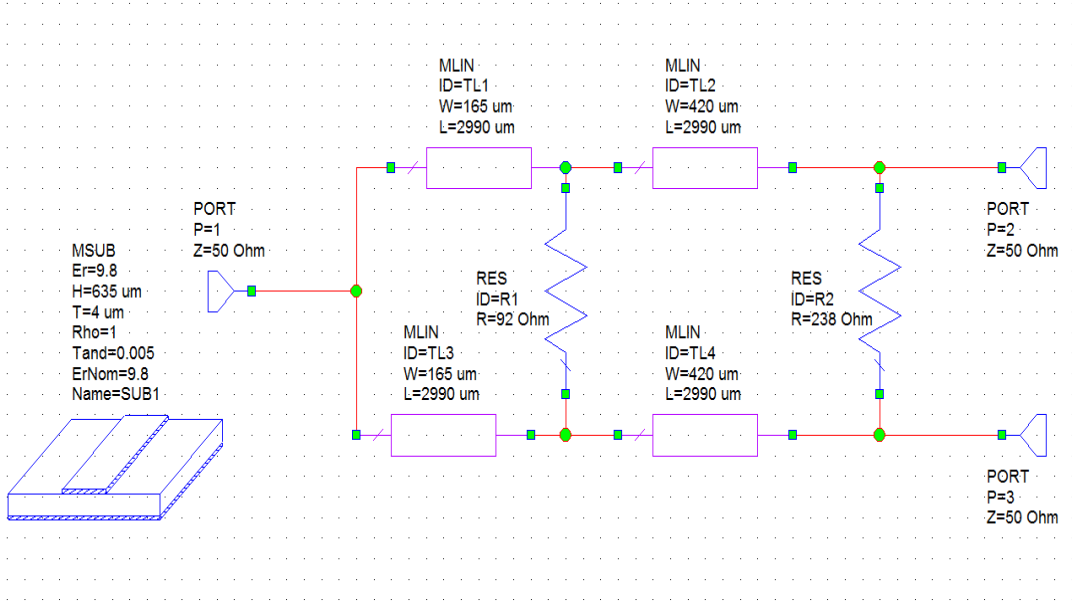 MLIN
ID=TL1
W=165 um
L=2990 um
MLIN
ID=TL2
W=420 um
L=2990 um
PORT
P=1
Z=50 Ohm
PORT
P=2
Z=50 Ohm
MSUB
Er=9.8
H=635 um
T=4 um
Rho=1
Tand=0.005
ErNom=9.8
Name=SUB1
RES
ID=R1
R=92 Ohm
RES
ID=R2
R=238 Ohm
MLIN
ID=TL3
W=165 um
L=2990 um
MLIN
ID=TL4
W=420 um
L=2990 um
PORT
P=3
Z=50 Ohm